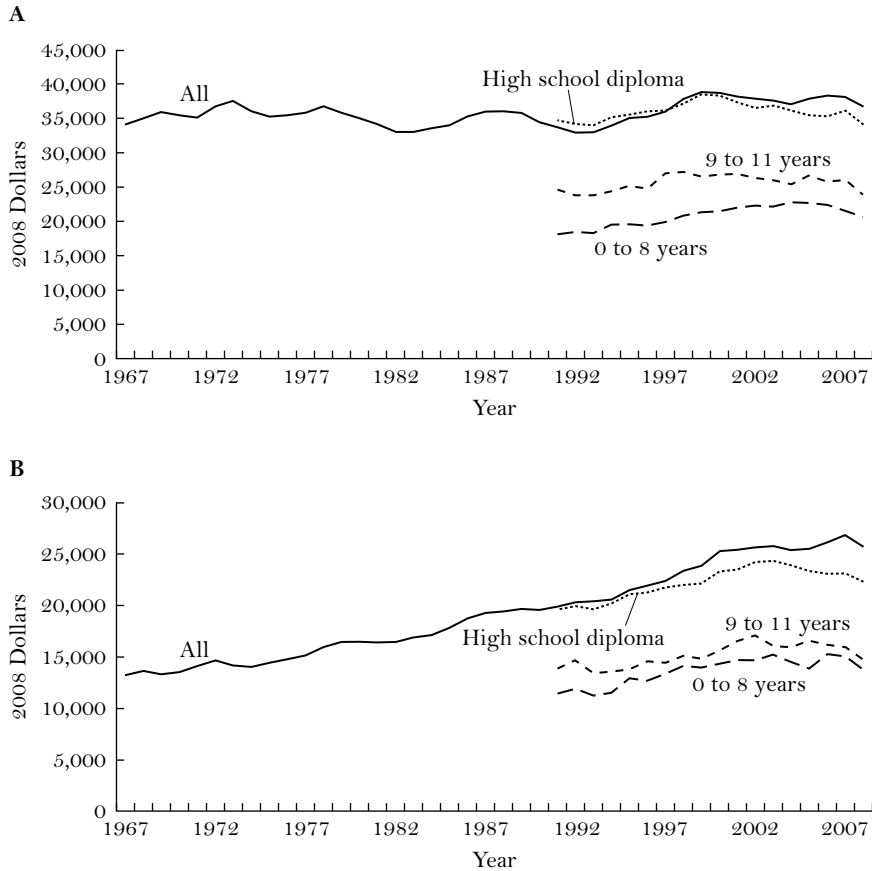 A
45,000
40,000
35,000
30,000
25,000
20,000
15,000
10,000
5,000
0
2008 Dollars
All
High school diploma
9 to 11 years
0 to 8 years
1967 1972 1977 1982 1987 1992 1997 2002 2007
Year
B
30,000
25,000
20,000
15,000
10,000
5,000
0
2008 Dollars
All
High school diploma
9 to 11 years
0 to 8 years
1967 1972 1977 1982 1987 1992 1997 2002 2007
Year